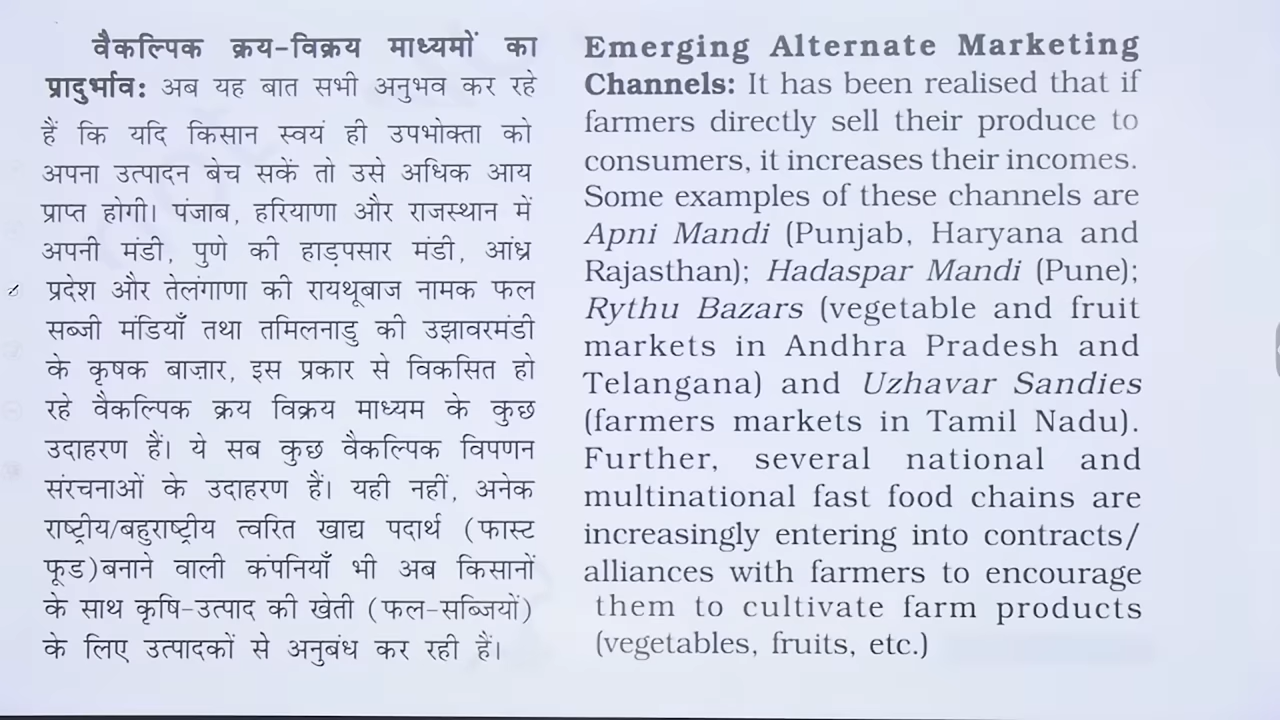 वैकल्पिक क्रय-विक्रय माध्यमों का
प्रादुर्भाव: अब यह बात सभी अनुभव कर रहे
हैं कि यदि किसान स्वयं ही उपभोक्ता को
अपना उत्पादन बेच सकें तो उसे अधिक आय
प्राप्त होगी। पंजाब, हरियाणा और राजस्थान में
अपनी मंडी, पुणे की हाड़पसार मंडी, आंध्र
प्रदेश और तेलंगाणा की रायथूबाज नामक फल
सब्जी मंडियाँ तथा तमिलनाडु की उझावरमंडी
के कृषक बाज़ार, इस प्रकार से विकसित हो
रहे वैकल्पिक क्रय विक्रय माध्यम के कुछ
उदाहरण हैं। ये सब कुछ वैकल्पिक विपणन
संरचनाओं के उदाहरण हैं। यही नहीं, अनेक
राष्ट्रीय/बहुराष्ट्रीय त्वरित खाद्य पदार्थ (फास्ट
फूड)बनाने वाली कंपनियाँ भी अब किसानों
के साथ कृषि-उत्पाद की खेती (फल-सब्जियों)
के लिए उत्पादकों से अनुबंध कर रही हैं।
Emerging Alternate Marketing
Channels: It has been realised that if
farmers directly sell their produce to
consumers, it increases their incomes.
Some examples of these channels are
Apni Mandi (Punjab, Haryana and
Rajasthan); Hadaspar Mandi (Pune);
Rythu Bazars (vegetable and fruit
markets in Andhra Pradesh and
Telangana) and Uzhavar Sandies
(farmers markets in Tamil Nadu).
Further, several national and
multinational fast food chains are
increasingly entering into contracts/
alliances with farmers to encourage
them to cultivate farm products
(vegetables, fruits, etc.)